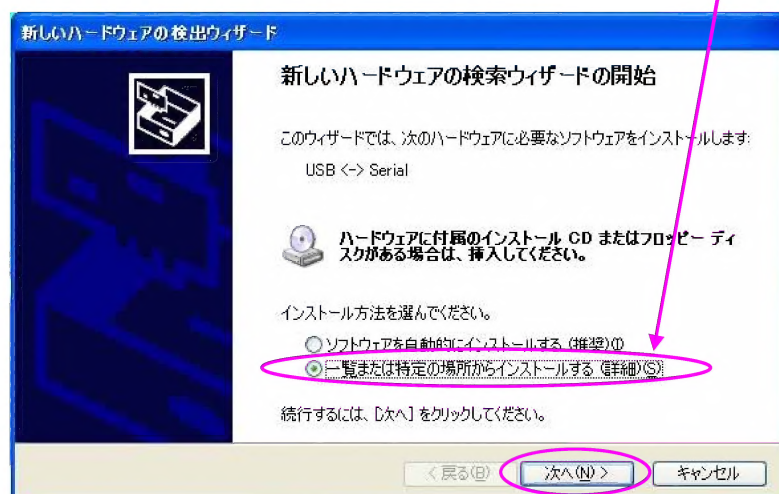 新しいハードウェアの検出ウィザード
新しいハードウェアの検索ウィザードの開始
このウィザードでは、次のハードウェアに必要なソフトウェアをインストールします:
USB <-> Serial
ハードウェアに付属のインストール CD またはフロッピー ディ
スクがある場合は、挿入してください。
インストール方法を選んでください。
ソフトウェアを自動的にインストールする (推奨)(I)
一覧または特定の場所からインストールする (詳細)(S)
続行するには、[次へ] をクリックしてください。
< 戻る(B) 次へ(N) > キャンセル